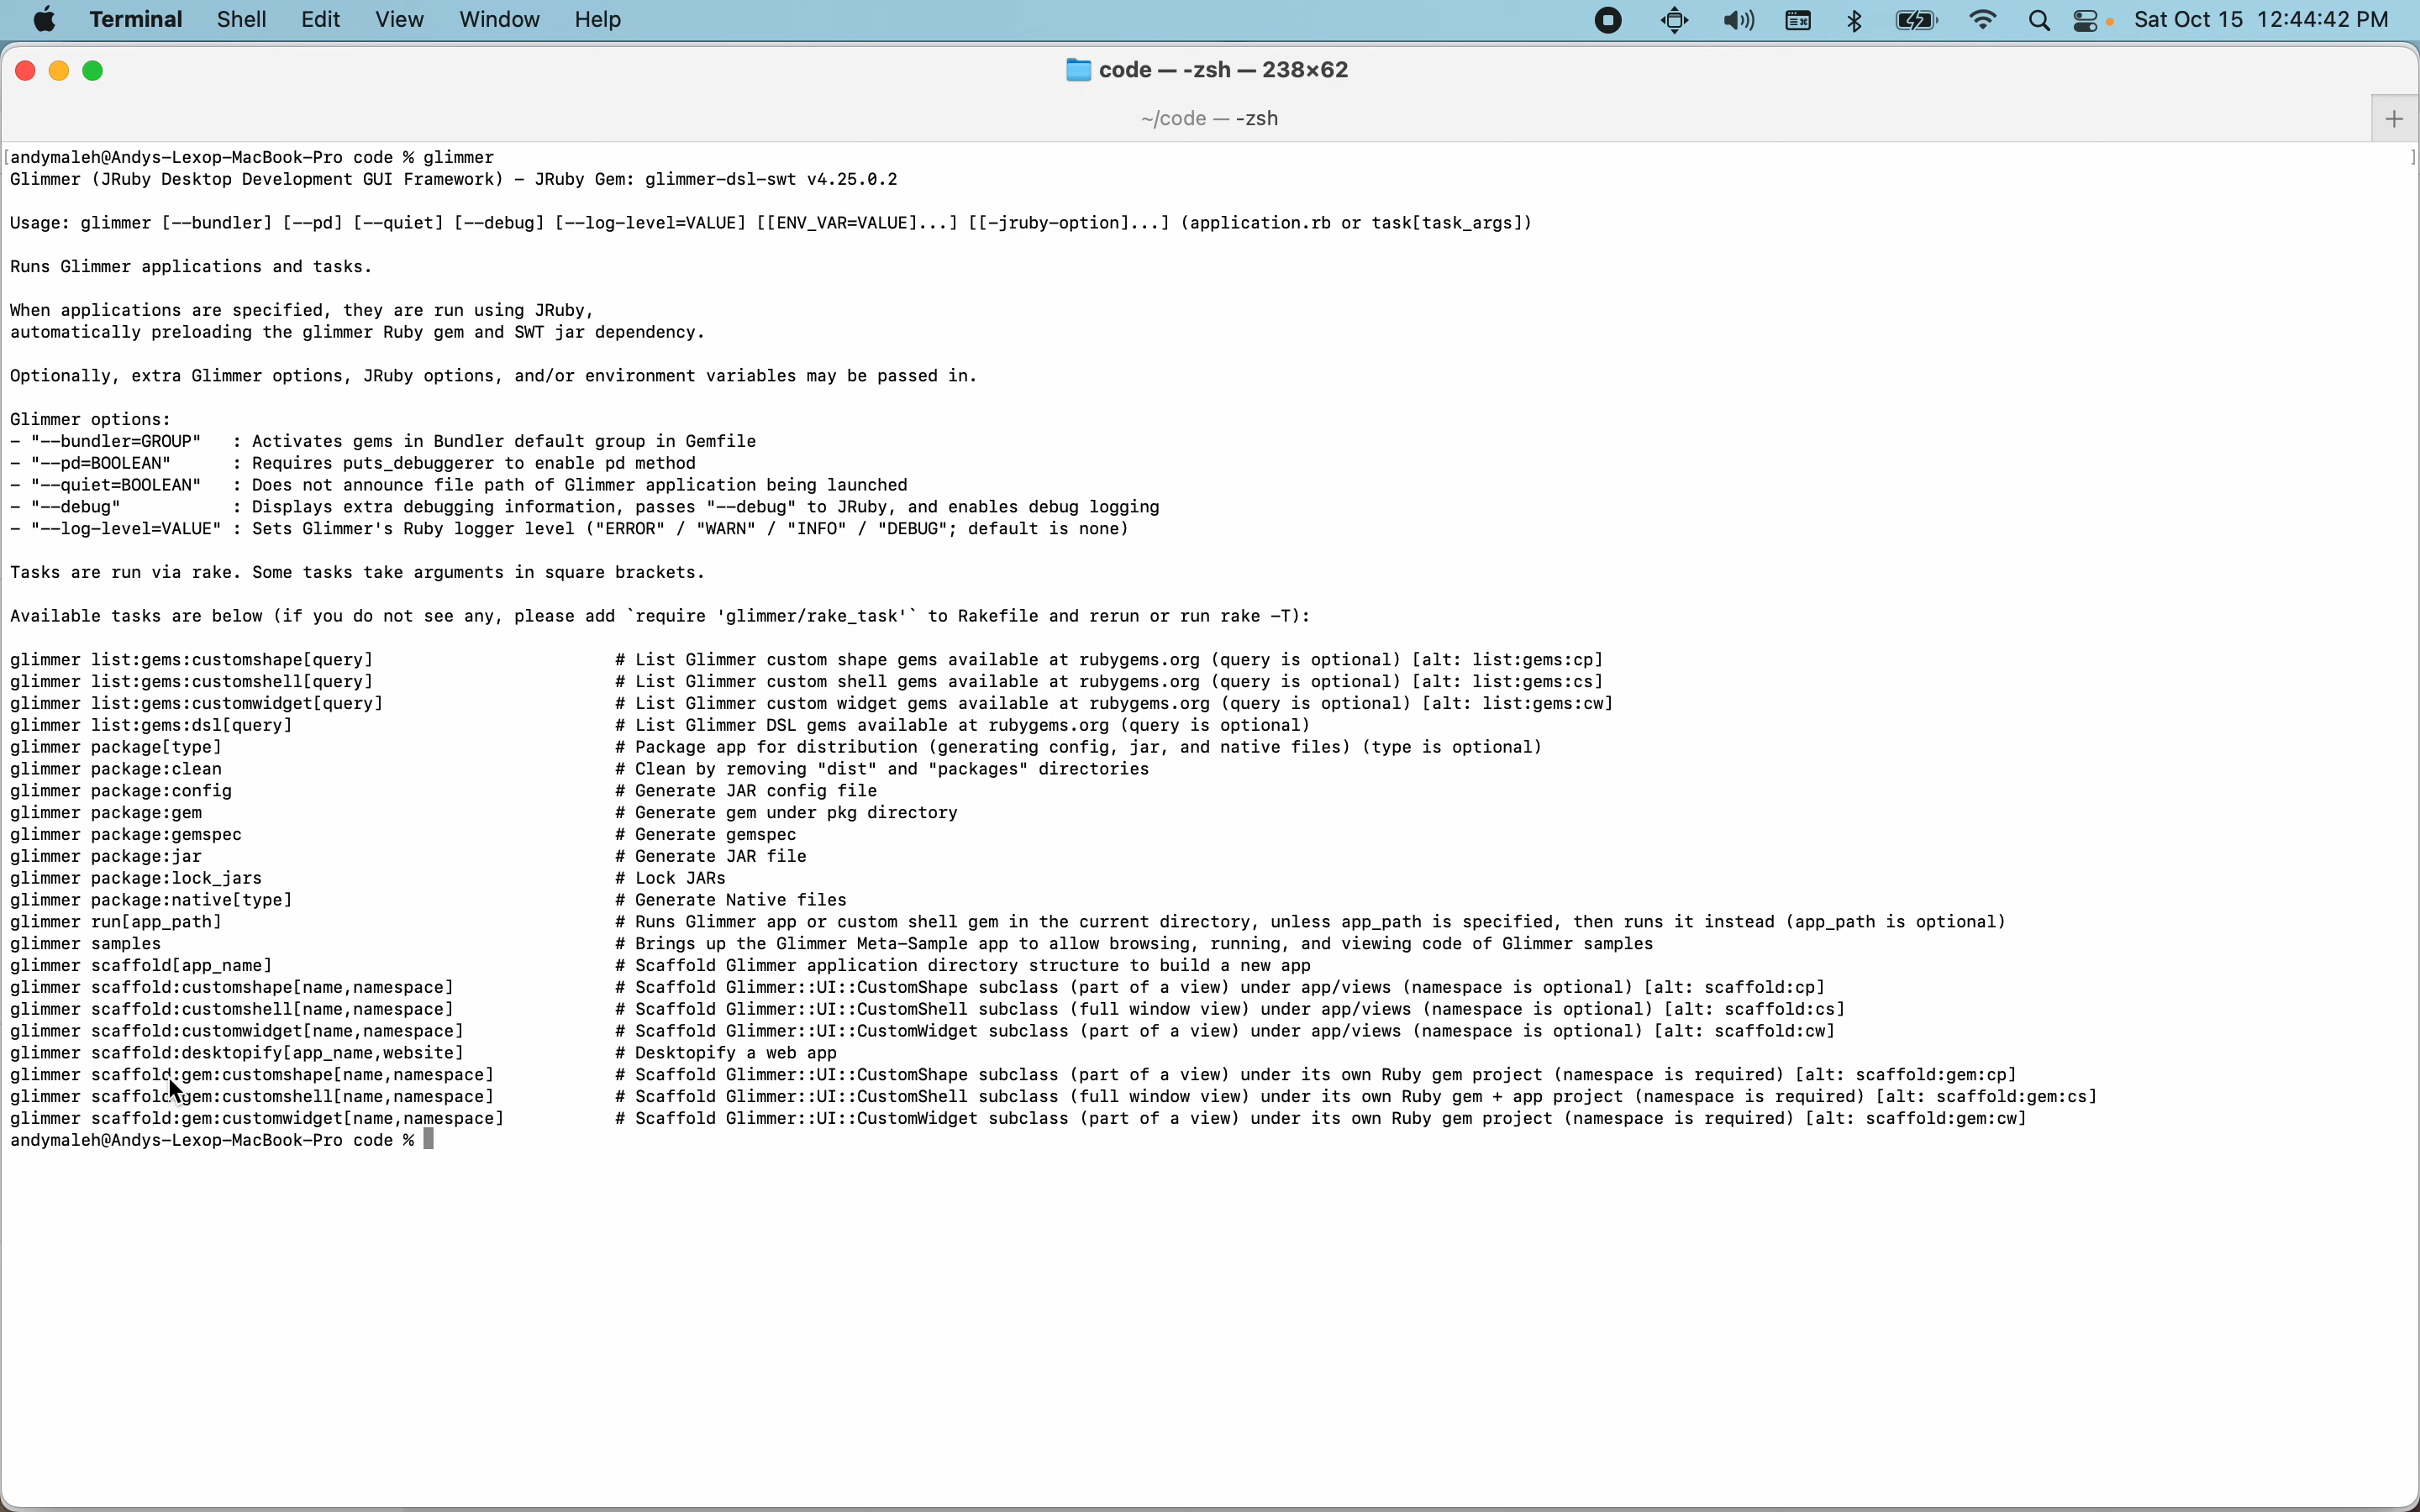 Terminal Shell Edit View Window Help Sat Oct 15 12:44:42 PM
code — -zsh — 238×62
~/code — -zsh
[andymaleh@Andys-Lexop-MacBook-Pro code % glimmer ]
Glimmer (JRuby Desktop Development GUI Framework) - JRuby Gem: glimmer-dsl-swt v4.25.0.2
Usage: glimmer [--bundler] [--pd] [--quiet] [--debug] [--log-level=VALUE] [[ENV_VAR=VALUE]...] [[-jruby-option]...] (application.rb or task[task_args])
Runs Glimmer applications and tasks.
When applications are specified, they are run using JRuby,
automatically preloading the glimmer Ruby gem and SWT jar dependency.
Optionally, extra Glimmer options, JRuby options, and/or environment variables may be passed in.
Glimmer options:
- "--bundler=GROUP"   : Activates gems in Bundler default group in Gemfile
- "--pd=BOOLEAN"      : Requires puts_debuggerer to enable pd method
- "--quiet=BOOLEAN"   : Does not announce file path of Glimmer application being launched
- "--debug"           : Displays extra debugging information, passes "--debug" to JRuby, and enables debug logging
- "--log-level=VALUE" : Sets Glimmer's Ruby logger level ("ERROR" / "WARN" / "INFO" / "DEBUG"; default is none)
Tasks are run via rake. Some tasks take arguments in square brackets.
Available tasks are below (if you do not see any, please add `require 'glimmer/rake_task'` to Rakefile and rerun or run rake -T):
glimmer list:gems:customshape[query] # List Glimmer custom shape gems available at rubygems.org (query is optional) [alt: list:gems:cp]
glimmer list:gems:customshell[query] # List Glimmer custom shell gems available at rubygems.org (query is optional) [alt: list:gems:cs]
glimmer list:gems:customwidget[query] # List Glimmer custom widget gems available at rubygems.org (query is optional) [alt: list:gems:cw]
glimmer list:gems:dsl[query] # List Glimmer DSL gems available at rubygems.org (query is optional)
glimmer package[type] # Package app for distribution (generating config, jar, and native files) (type is optional)
glimmer package:clean # Clean by removing "dist" and "packages" directories
glimmer package:config # Generate JAR config file
glimmer package:gem # Generate gem under pkg directory
glimmer package:gemspec # Generate gemspec
glimmer package:jar # Generate JAR file
glimmer package:lock_jars # Lock JARs
glimmer package:native[type] # Generate Native files
glimmer run[app_path] # Runs Glimmer app or custom shell gem in the current directory, unless app_path is specified, then runs it instead (app_path is optional)
glimmer samples # Brings up the Glimmer Meta-Sample app to allow browsing, running, and viewing code of Glimmer samples
glimmer scaffold[app_name] # Scaffold Glimmer application directory structure to build a new app
glimmer scaffold:customshape[name,namespace] # Scaffold Glimmer::UI::CustomShape subclass (part of a view) under app/views (namespace is optional) [alt: scaffold:cp]
glimmer scaffold:customshell[name,namespace] # Scaffold Glimmer::UI::CustomShell subclass (full window view) under app/views (namespace is optional) [alt: scaffold:cs]
glimmer scaffold:customwidget[name,namespace] # Scaffold Glimmer::UI::CustomWidget subclass (part of a view) under app/views (namespace is optional) [alt: scaffold:cw]
glimmer scaffold:desktopify[app_name,website] # Desktopify a web app
glimmer scaffold:gem:customshape[name,namespace] # Scaffold Glimmer::UI::CustomShape subclass (part of a view) under its own Ruby gem project (namespace is required) [alt: scaffold:gem:cp]
glimmer scaffold:gem:customshell[name,namespace] # Scaffold Glimmer::UI::CustomShell subclass (full window view) under its own Ruby gem + app project (namespace is required) [alt: scaffold:gem:cs]
glimmer scaffold:gem:customwidget[name,namespace] # Scaffold Glimmer::UI::CustomWidget subclass (part of a view) under its own Ruby gem project (namespace is required) [alt: scaffold:gem:cw]
andymaleh@Andys-Lexop-MacBook-Pro code %